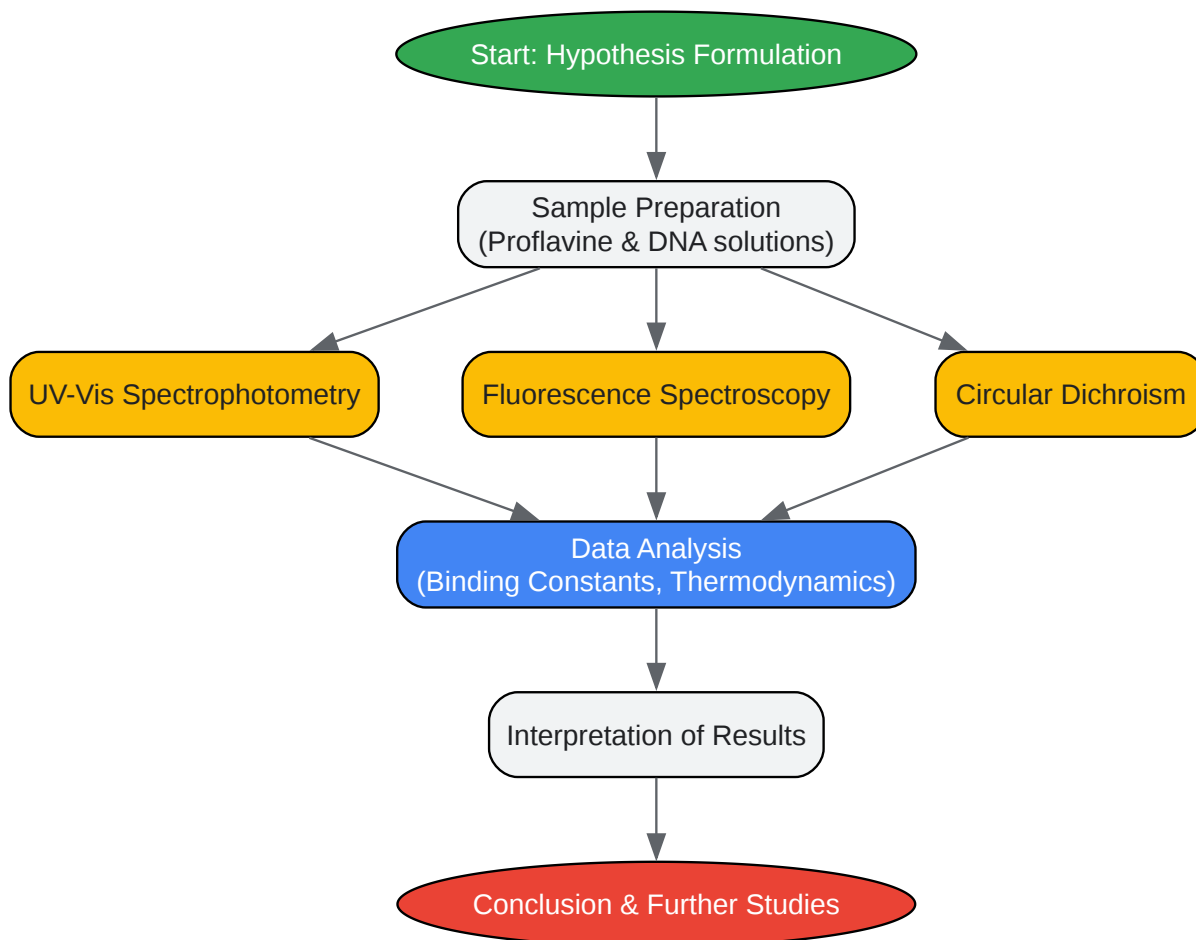 Start: Hypothesis Formulation
Sample Preparation
(Proflavine & DNA solutions)
UV-Vis Spectrophotometry
Fluorescence Spectroscopy
Circular Dichroism
Data Analysis
(Binding Constants, Thermodynamics)
Interpretation of Results
Conclusion & Further Studies